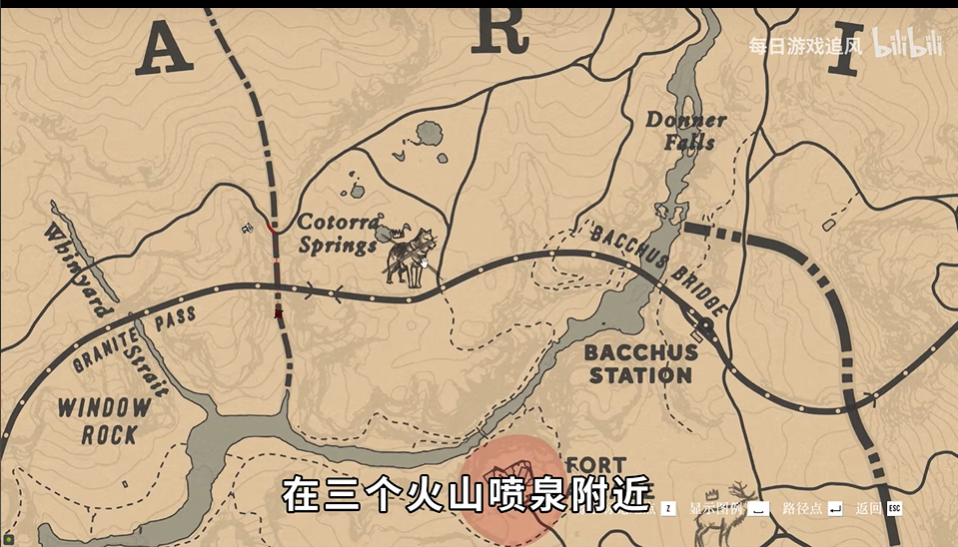 A
R
I
每日游戏追风 bilibili
Donner
Falls
Cotorra
Springs
Whinyard
Strait
BACCHUS BRIDGE
GRANITE PASS
BACCHUS
STATION
WINDOW
ROCK
FORT
在三个火山喷泉附近
点 Z 显示图例 路径点 返回 ESC